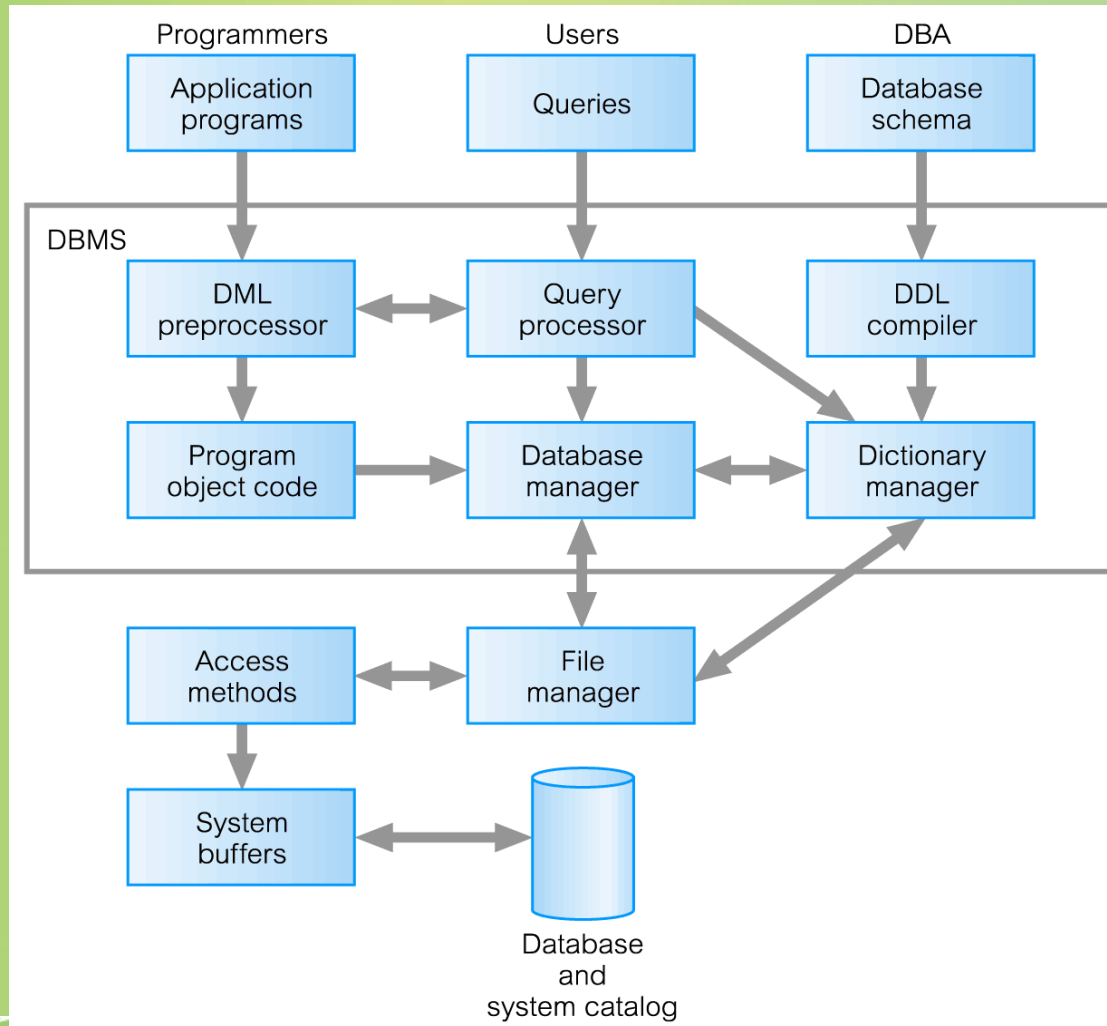 Programmers
Users
DBA
Application
programs
Queries
Database
schema
DBMS
DML
preprocessor
Query
processor
DDL
compiler
Program
object code
Database
manager
Dictionary
manager
Access
methods
File
manager
System
buffers
Database
and
system catalog